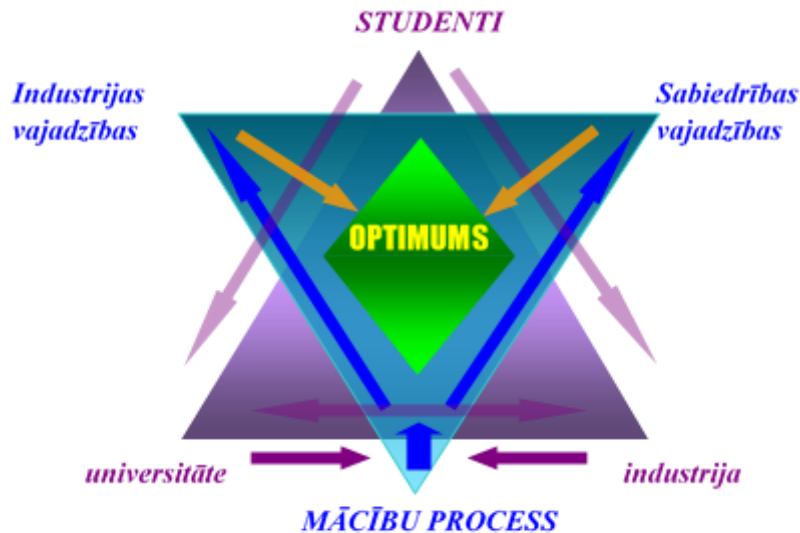 STUDENTI
Industrijas
vajadzības
Sabiedrības
vajadzības
OPTIMUMS
universitāte
industrija
MĀCĪBU PROCESS